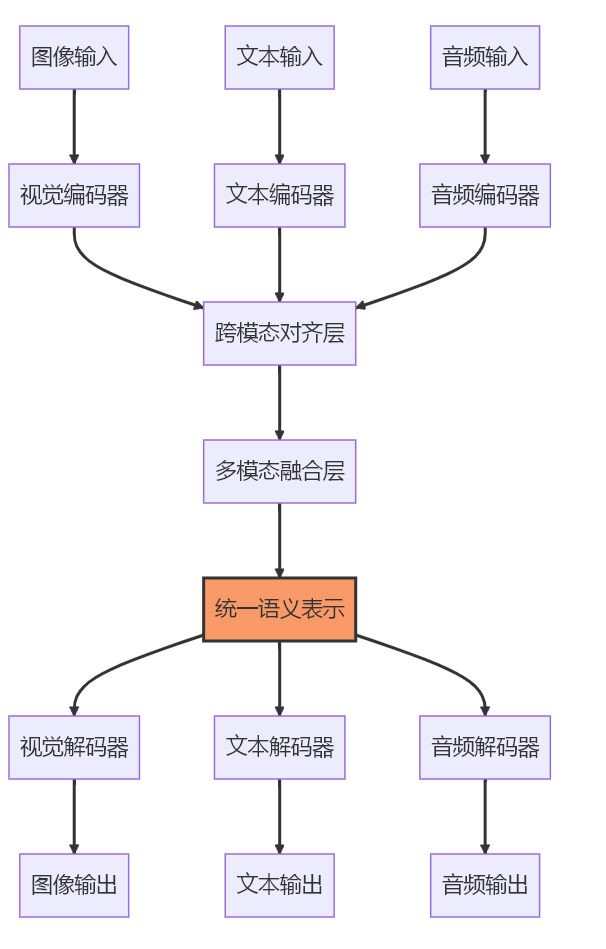 图像输入
文本输入
音频输入
视觉编码器
文本编码器
音频编码器
跨模态对齐层
多模态融合层
统一语义表示
视觉解码器
文本解码器
音频解码器
图像输出
文本输出
音频输出